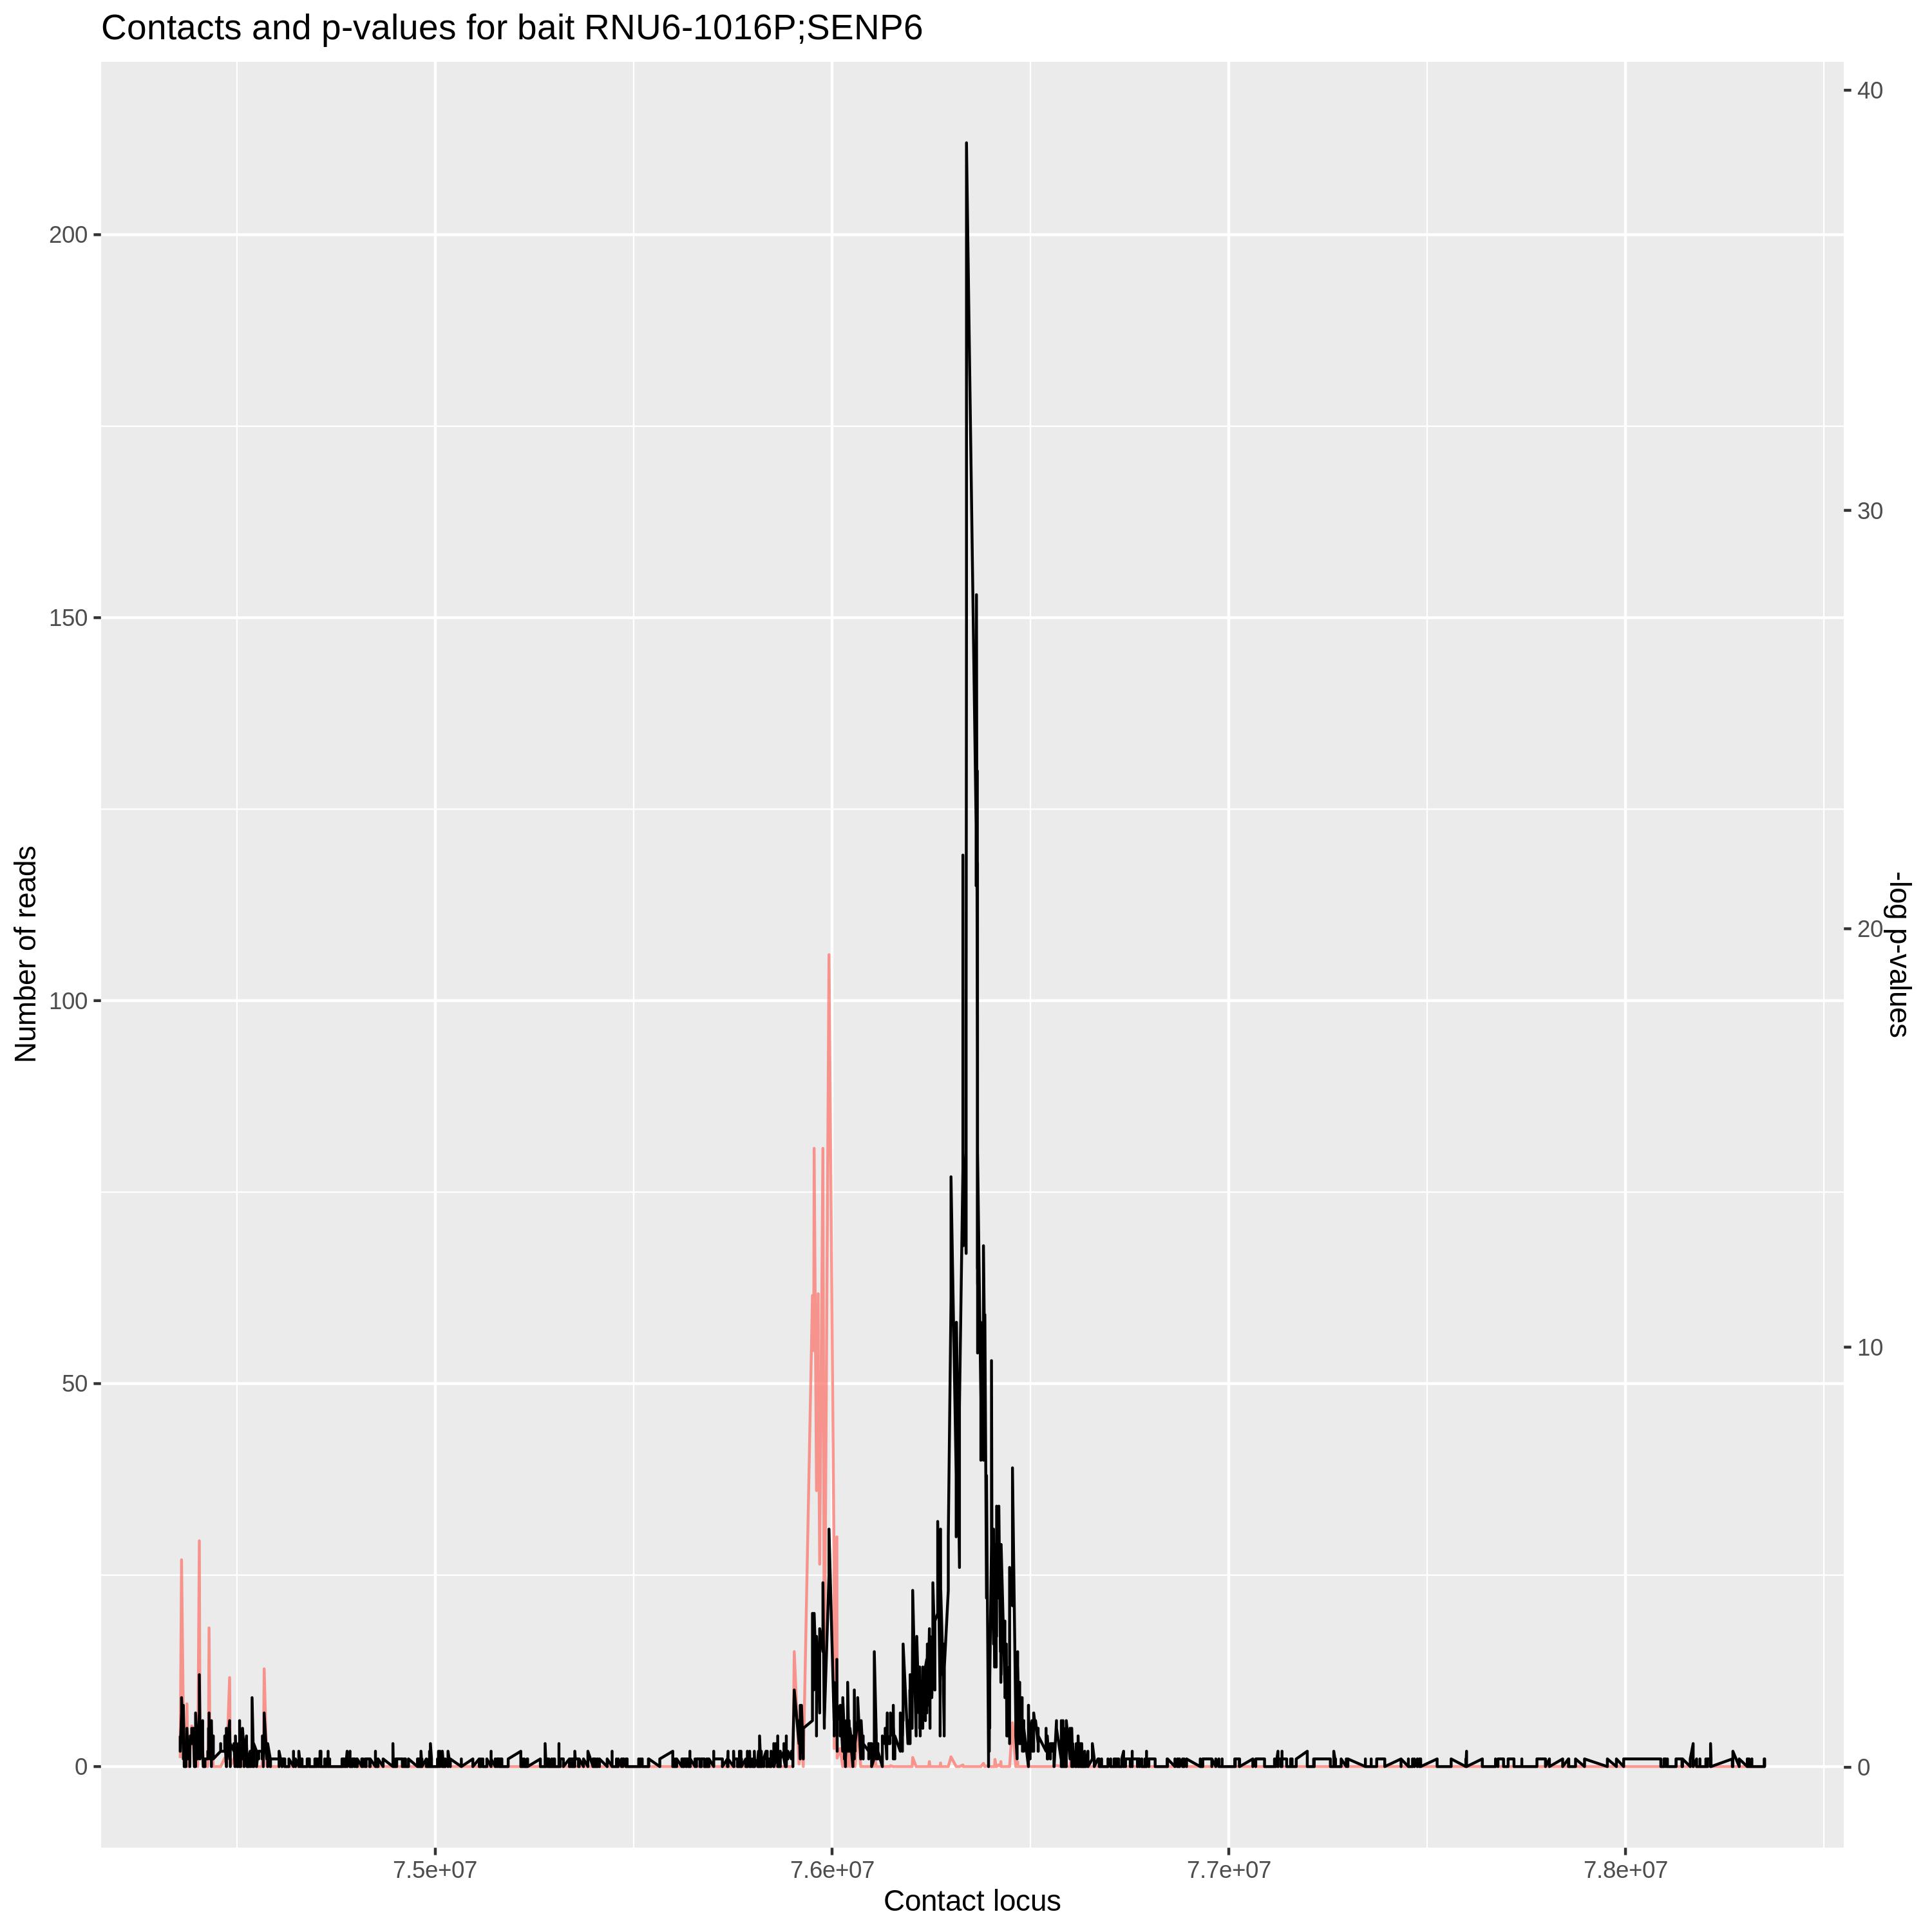 Contacts and p-values for bait RNU6-1016P;SENP6
Number of reads
200
150
100
50
0
40
30
20
10
0
-log p-values
7.5e+07 7.6e+07 7.7e+07 7.8e+07
Contact locus